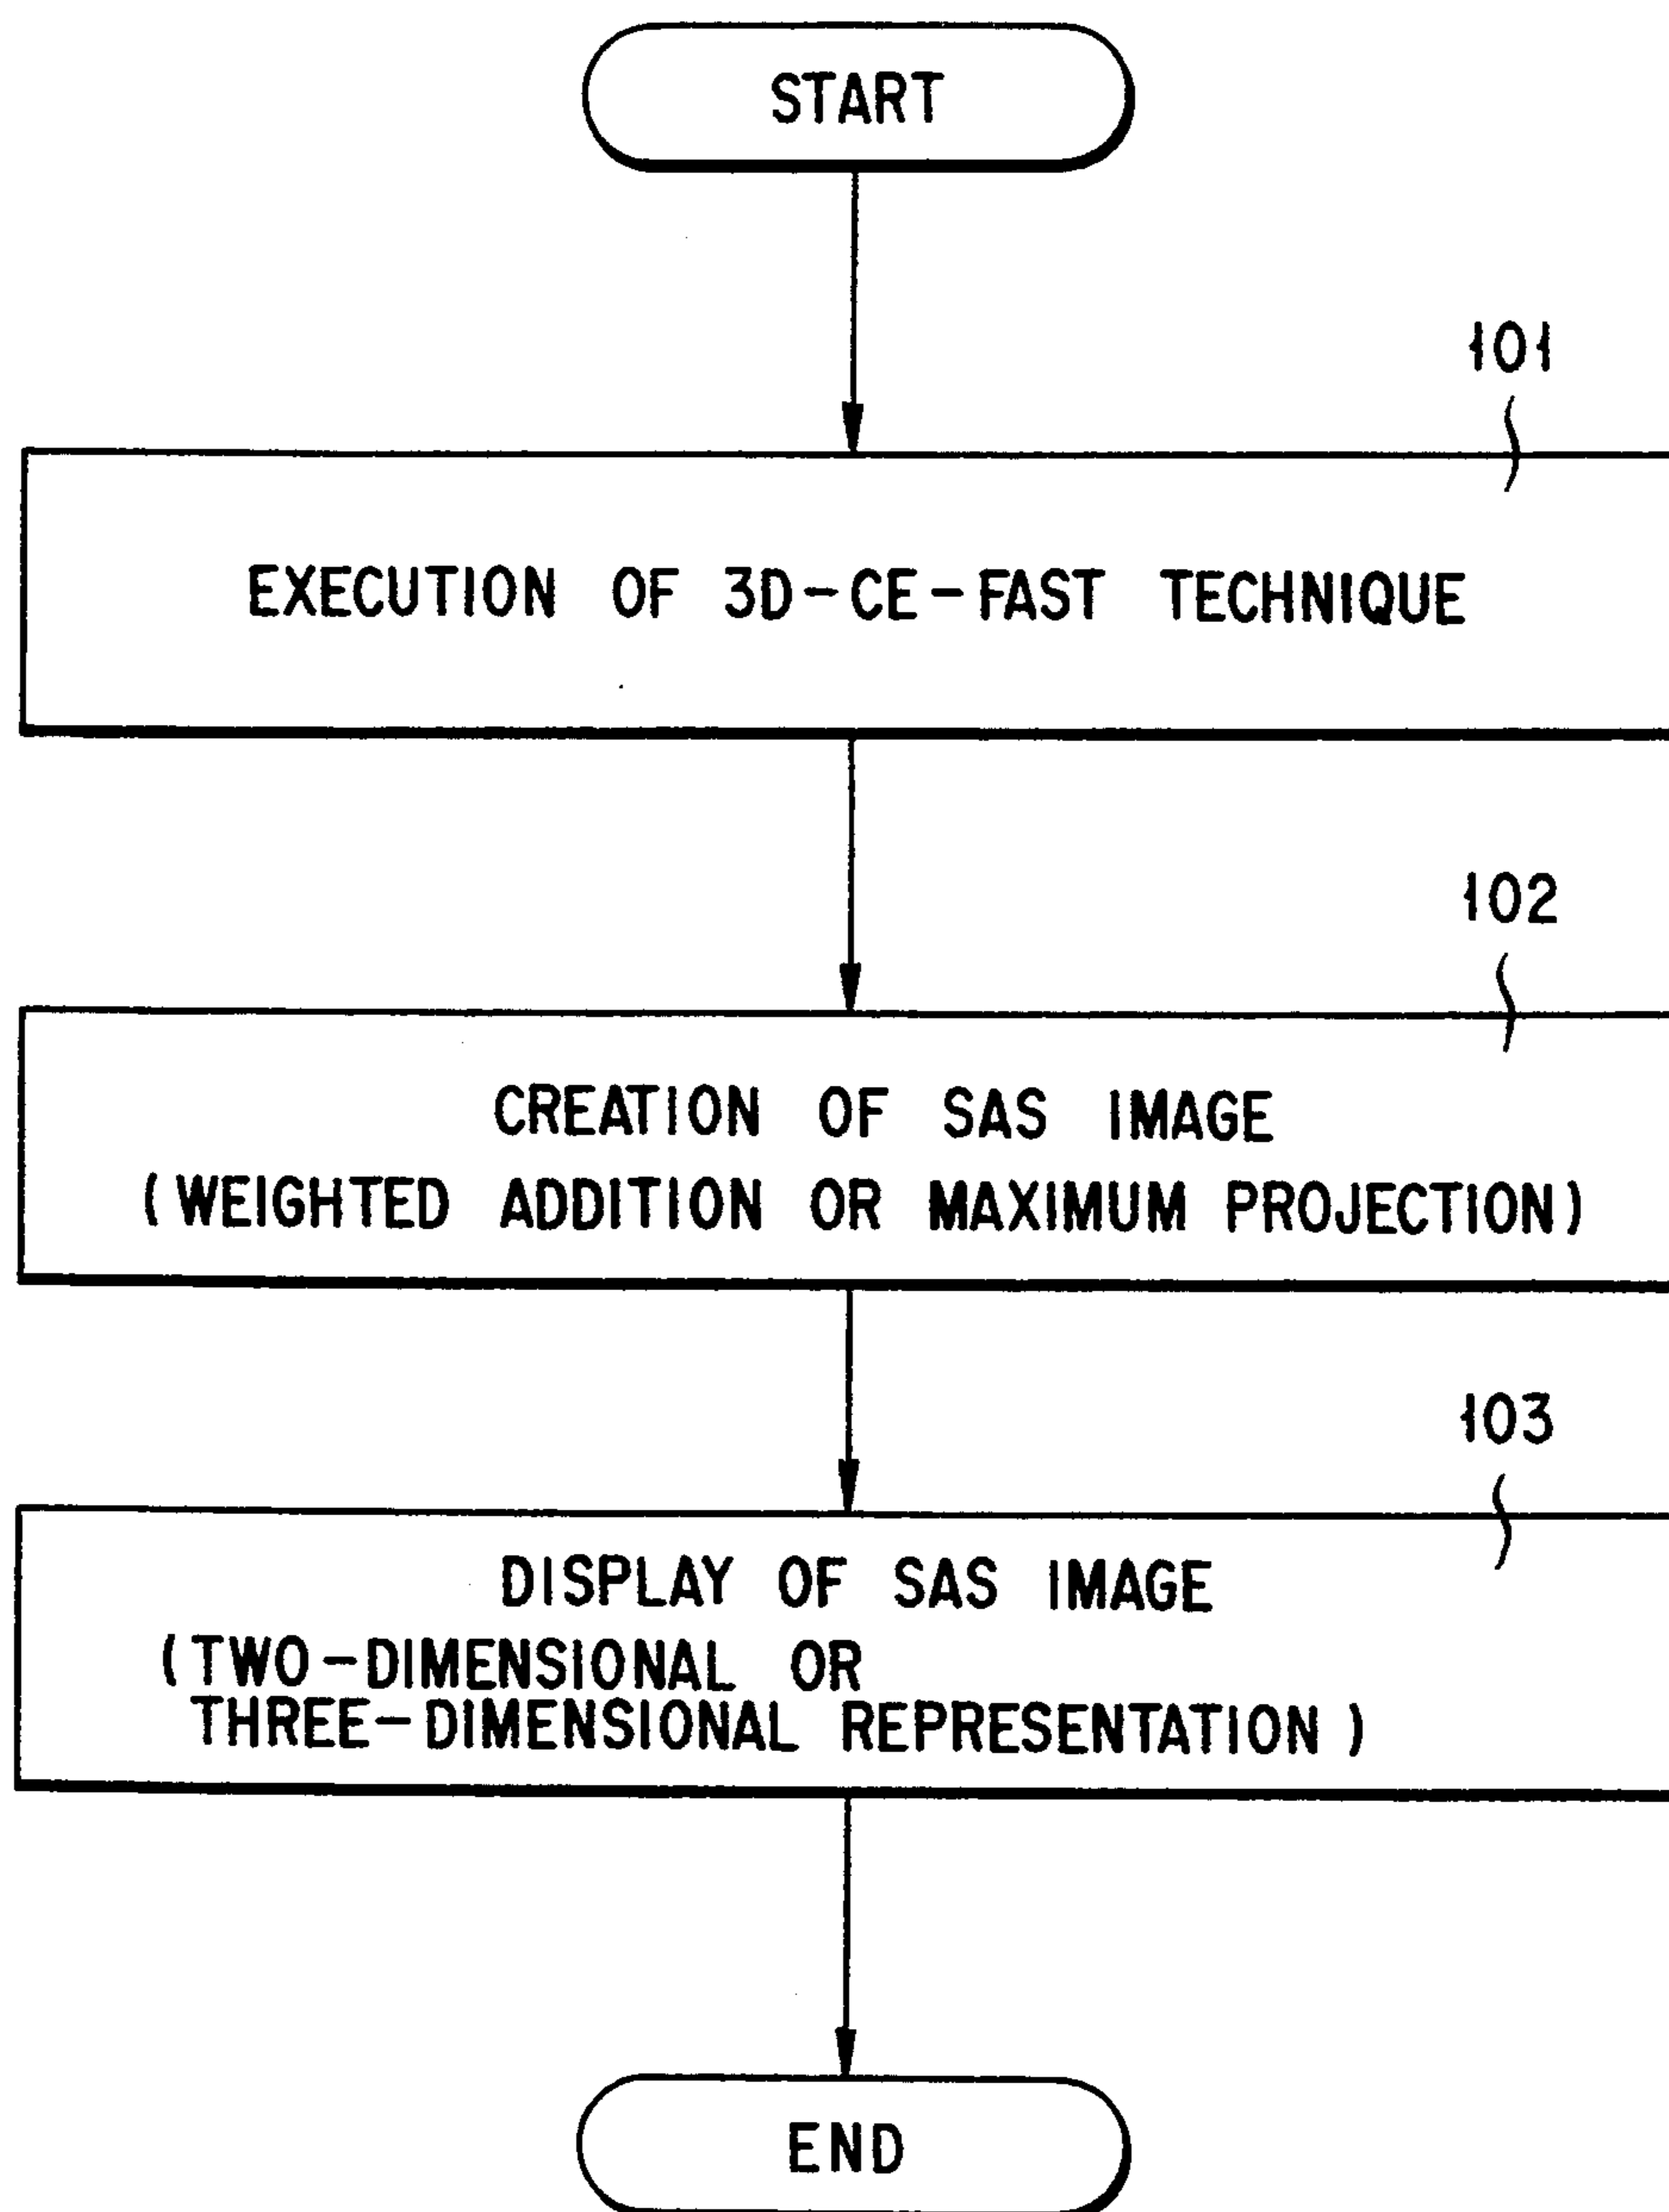 START
101
EXECUTION OF 3D-CE-FAST TECHNIQUE
102
CREATION OF SAS IMAGE
(WEIGHTED ADDITION OR MAXIMUM PROJECTION)
103
DISPLAY OF SAS IMAGE
(TWO-DIMENSIONAL OR
THREE-DIMENSIONAL REPRESENTATION)
END